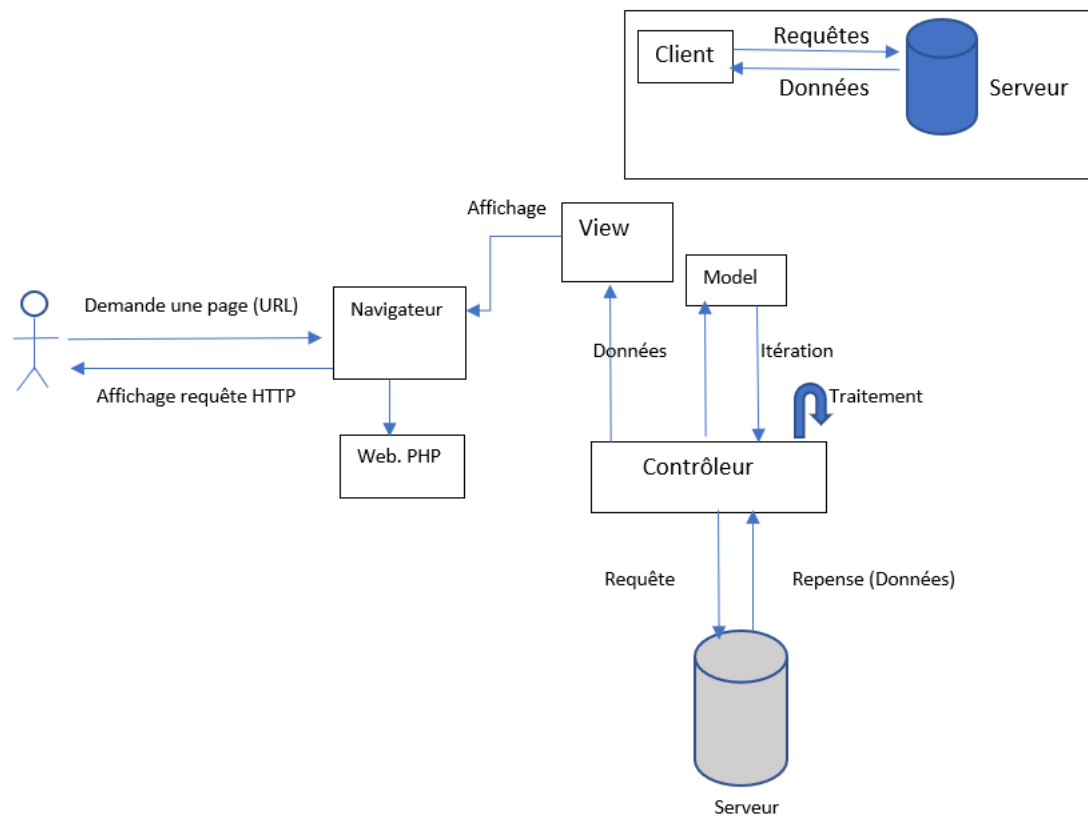 Requêtes
Client
Données
Serveur
Affichage
View
Model
Demande une page (URL)
Navigateur
Données
Itération
Affichage requête HTTP
Traitement
Web. PHP
Contrôleur
Requête
Repense (Données)
Serveur